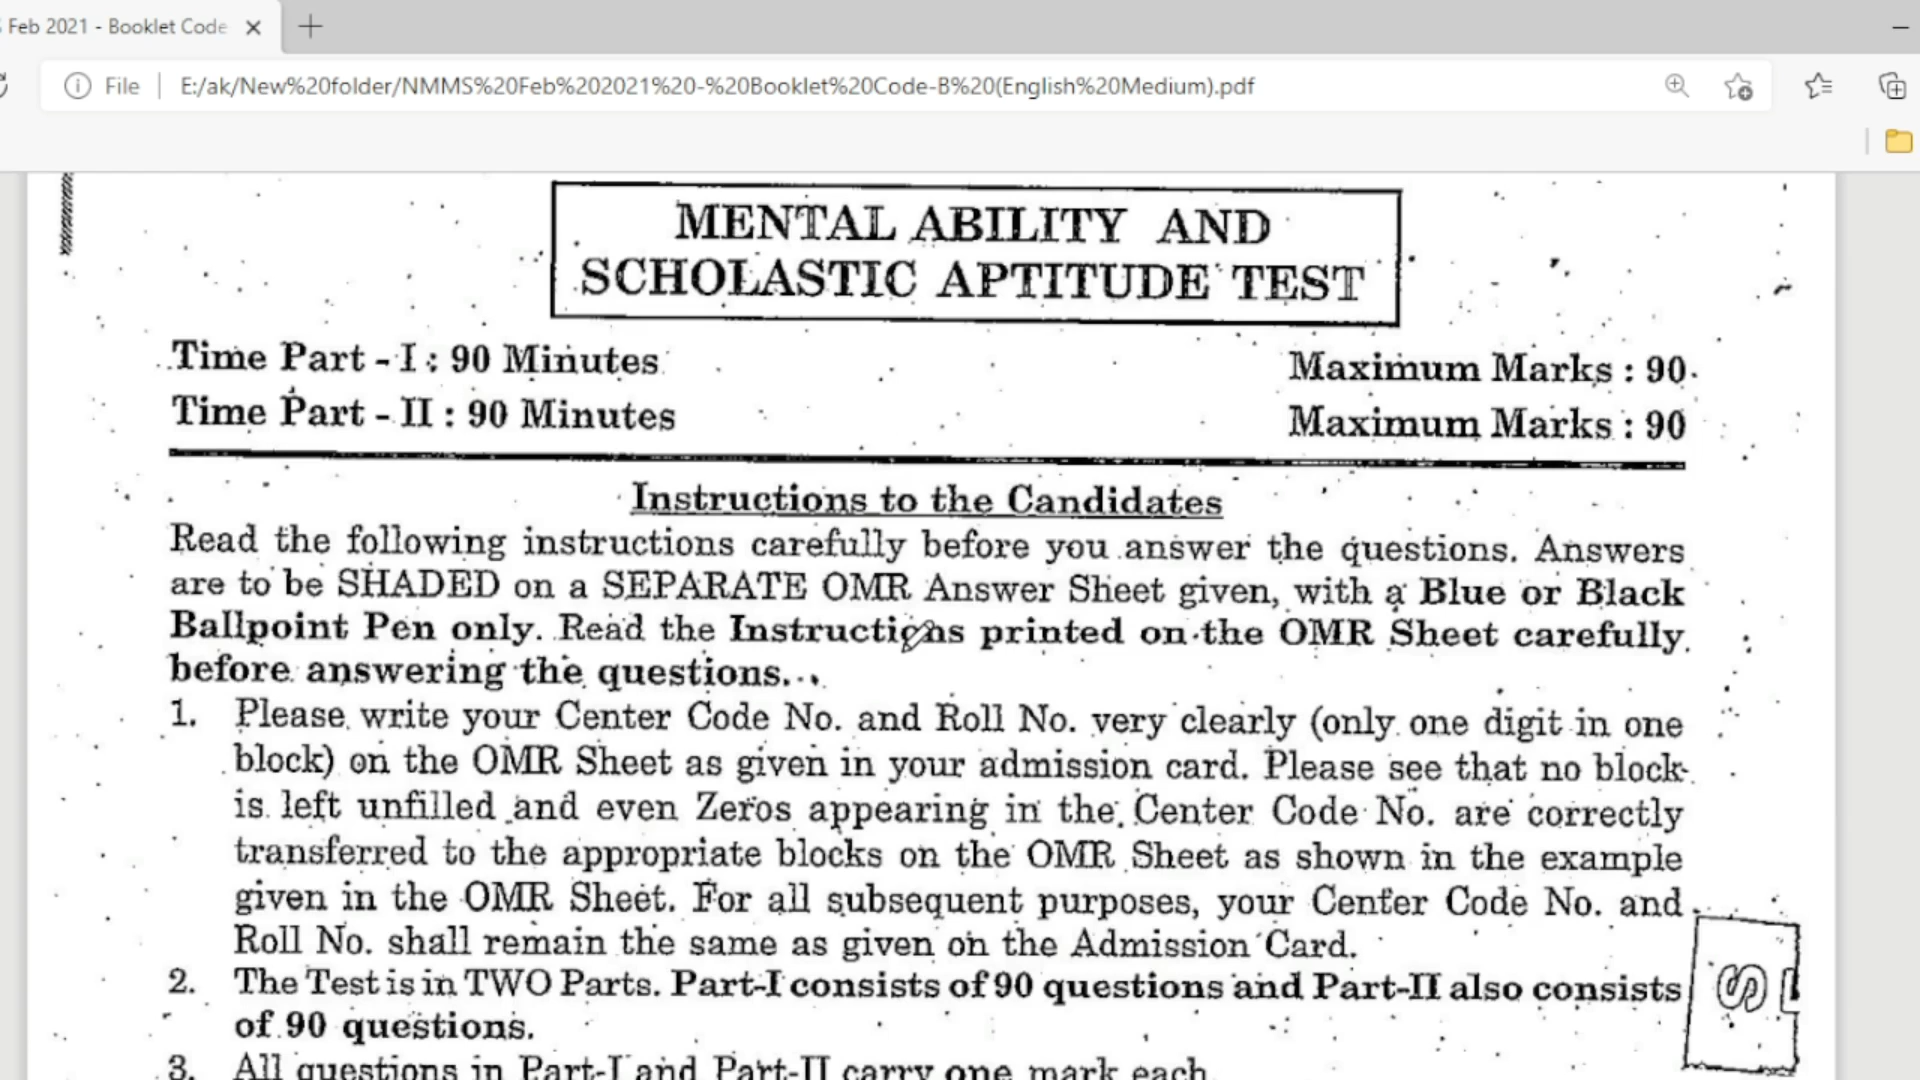 Feb 2021 - Booklet Code
File
E:/ak/New%20folder/NMMS%20Feb%202021%20-%20Booklet%20Code-B%20(English%20Medium).pdf
MENTAL ABILITY AND
SCHOLASTIC APTITUDE TEST
Time Part - I : 90 Minutes
Maximum Marks : 90
Time Part - II : 90 Minutes
Maximum Marks : 90
Instructions to the Candidates
Read the following instructions carefully before you answer the questions. Answers
are to be SHADED on a SEPARATE OMR Answer Sheet given, with a Blue or Black
Ballpoint Pen only. Read the Instructions printed on the OMR Sheet carefully
before answering the questions.
1. Please write your Center Code No. and Roll No. very clearly (only one digit in one
block) on the OMR Sheet as given in your admission card. Please see that no block
is left unfilled and even Zeros appearing in the Center Code No. are correctly
transferred to the appropriate blocks on the OMR Sheet as shown in the example
given in the OMR Sheet. For all subsequent purposes, your Center Code No. and
Roll No. shall remain the same as given on the Admission Card.
2. The Test is in TWO Parts. Part-I consists of 90 questions and Part-II also consists
of 90 questions.
3. All questions in Part-I and Part-II carry one mark each.